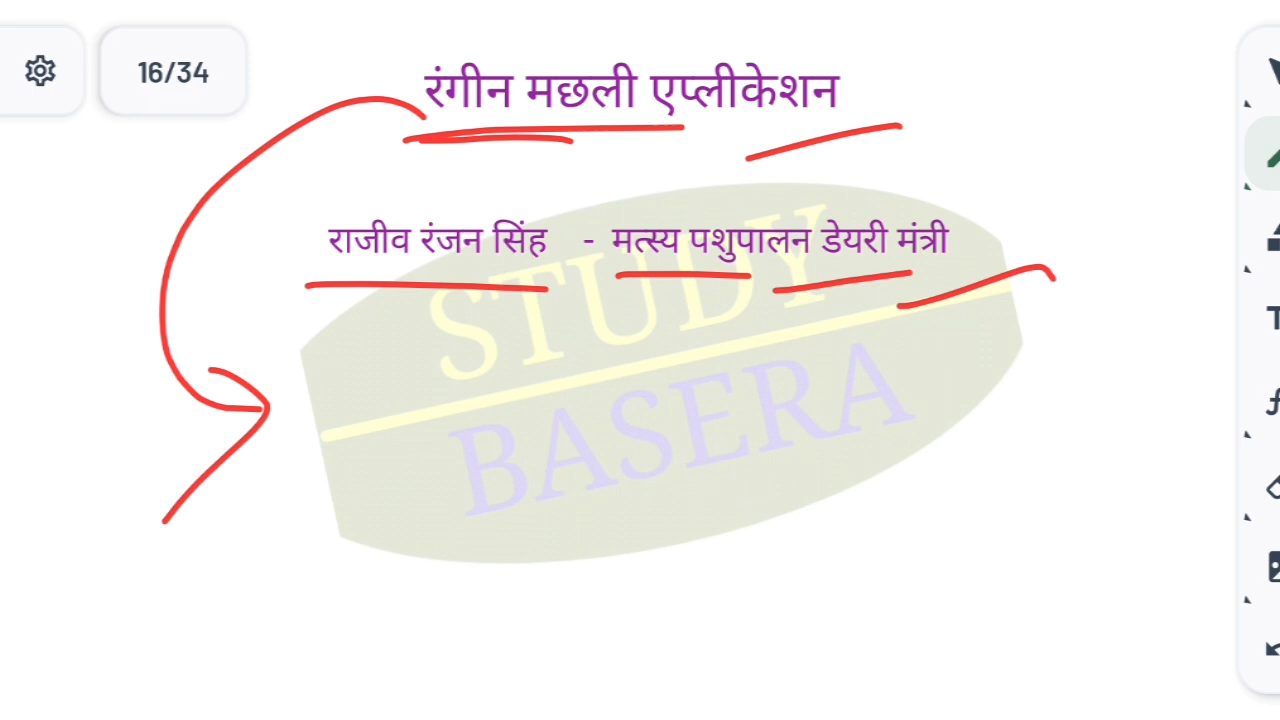 16/34
रंगीन मछली एप्लीकेशन
राजीव रंजन सिंह - मत्स्य पशुपालन डेयरी मंत्री
STUDY
BASERA